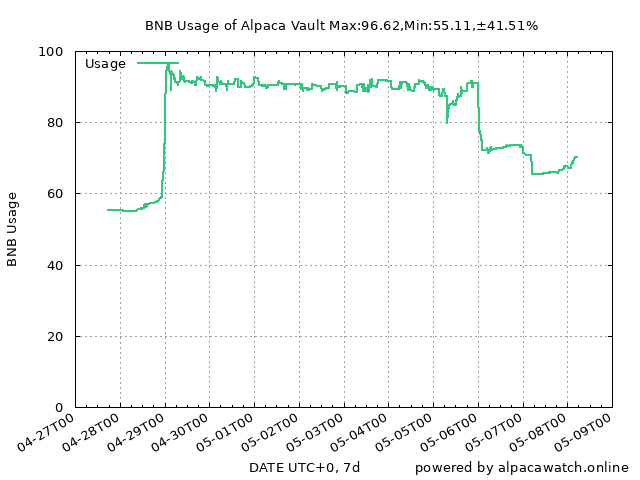 BNB Usage of Alpaca Vault Max:96.62,Min:55.11,±41.51%
Usage
100
80
60
40
20
0
BNB Usage
04-27T00
04-28T00
04-29T00
04-30T00
05-01T00
05-02T00
05-03T00
05-04T00
05-05T00
05-06T00
05-07T00
05-08T00
05-09T00
DATE UTC+0, 7d
powered by alpacawatch.online